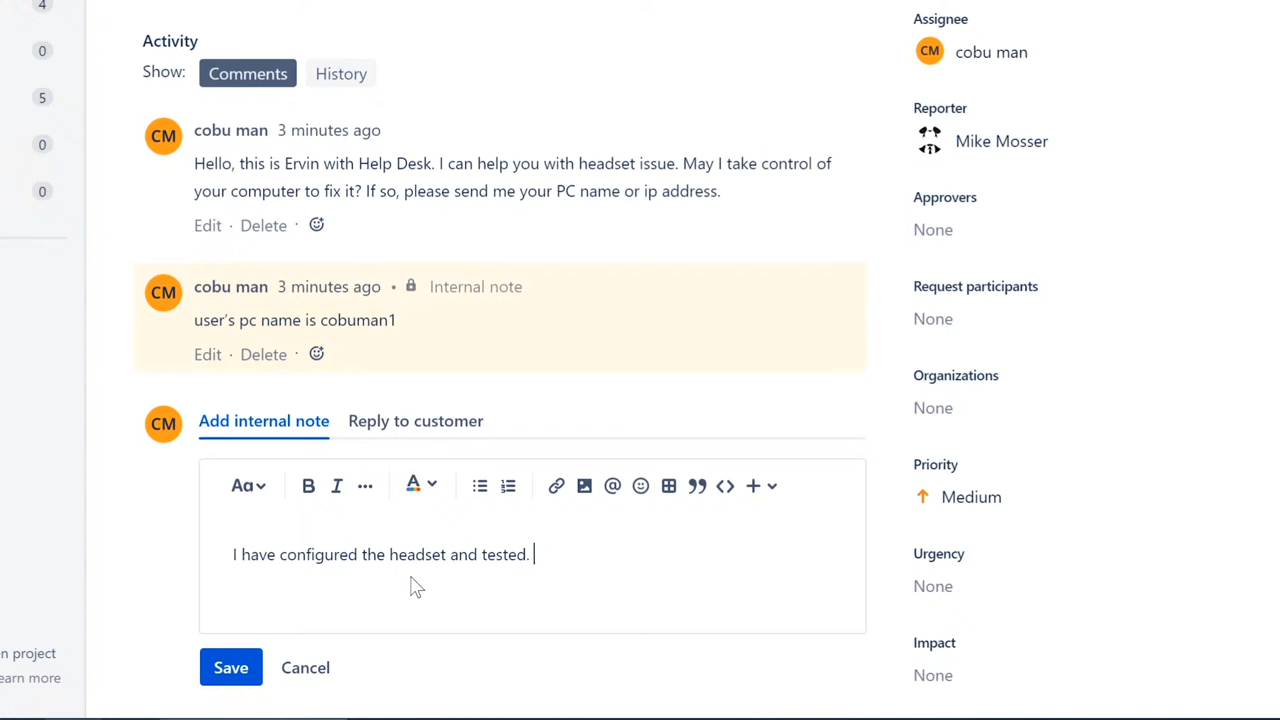 4
0
5
0
0
en project
earn more
Activity
Show: Comments History
CM cobu man 3 minutes ago
Hello, this is Ervin with Help Desk. I can help you with headset issue. May I take control of
your computer to fix it? If so, please send me your PC name or ip address.
Edit · Delete ·
CM cobu man 3 minutes ago • Internal note
user's pc name is cobuman1
Edit · Delete ·
CM Add internal note Reply to customer
Aa B I ... A
I have configured the headset and tested.
Save Cancel
Assignee
CM cobu man
Reporter
Mike Mosser
Approvers
None
Request participants
None
Organizations
None
Priority
Medium
Urgency
None
Impact
None